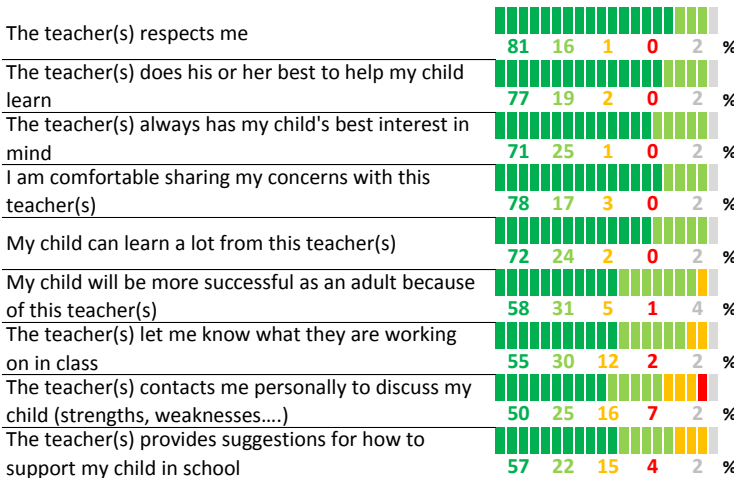 The teacher(s) respects me
81 16 1 0 2 %
The teacher(s) does his or her best to help my child
learn
77 19 2 0 2 %
The teacher(s) always has my child's best interest in
mind
71 25 1 0 2 %
I am comfortable sharing my concerns with this
teacher(s)
78 17 3 0 2 %
My child can learn a lot from this teacher(s)
72 24 2 0 2 %
My child will be more successful as an adult because
of this teacher(s)
58 31 5 1 4 %
The teacher(s) let me know what they are working
on in class
55 30 12 2 2 %
The teacher(s) contacts me personally to discuss my
child (strengths, weaknesses....)
50 25 16 7 2 %
The teacher(s) provides suggestions for how to
support my child in school
57 22 15 4 2 %